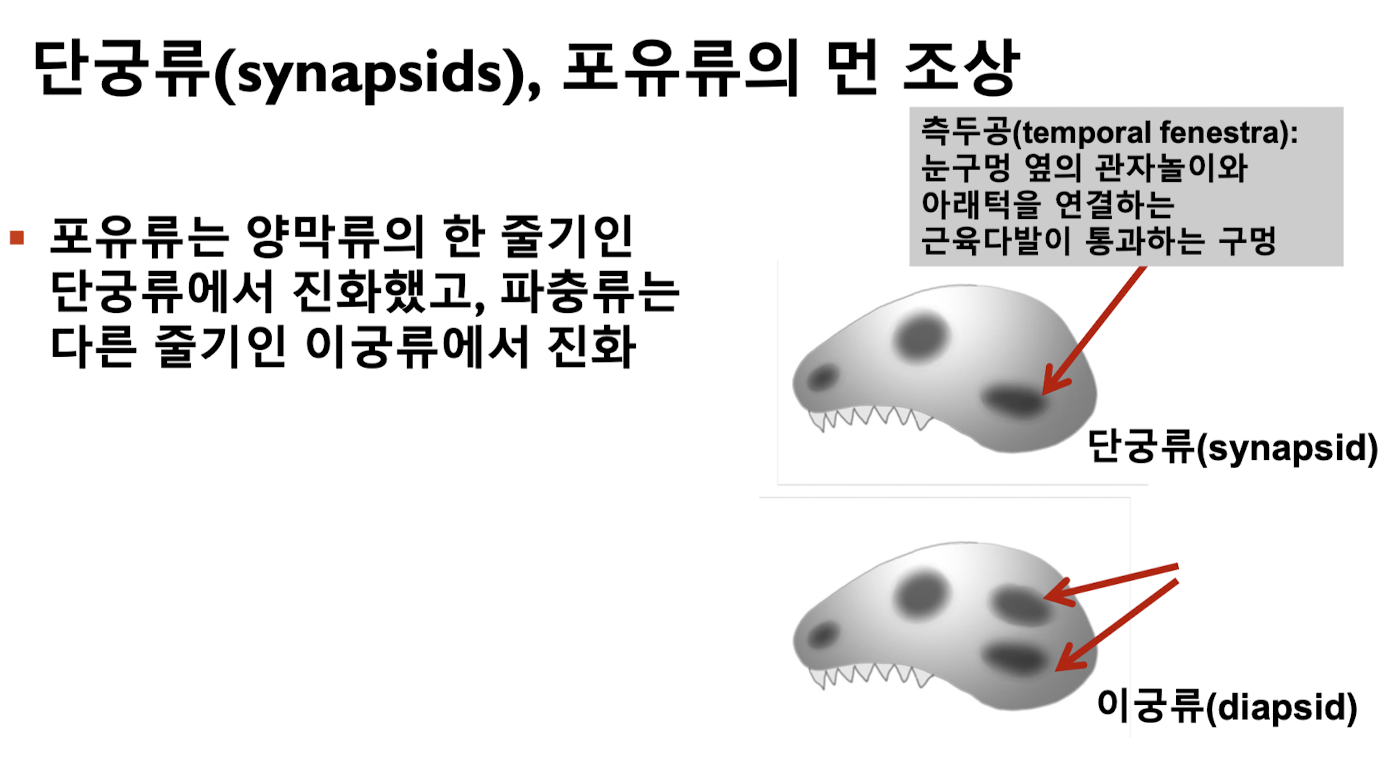 단궁류(synapsids), 포유류의 먼 조상
측두공(temporal fenestra):
눈구멍 옆의 관자놀이와
아래턱을 연결하는
근육다발이 통과하는 구멍
▪ 포유류는 양막류의 한 줄기인
단궁류에서 진화했고, 파충류는
다른 줄기인 이궁류에서 진화
단궁류(synapsid)
이궁류(diapsid)